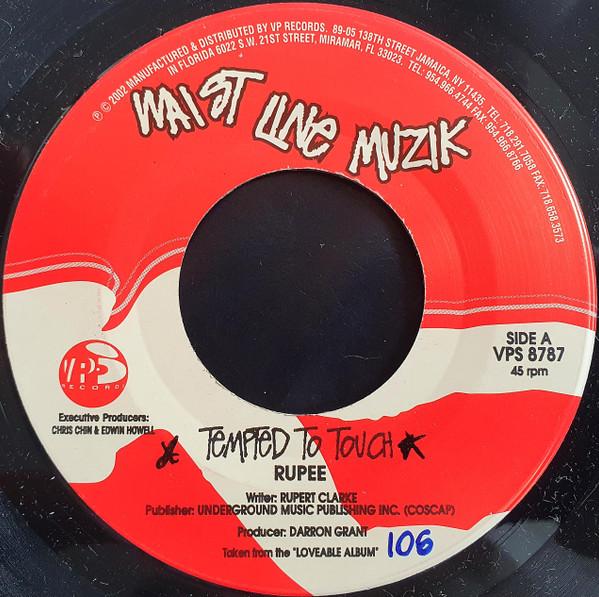 ℗ © 2002 MANUFACTURED & DISTRIBUTED BY VP RECORDS. 89-05 138TH STREET, JAMAICA, NY 11435, TEL: 718.291.7058 FAX: 718.658.3573
IN FLORIDA 6022 S.W. 21ST STREET, MIRAMAR, FL 33023. TEL: 954.966.4744 FAX: 954.966.8766
WAIST LINE MUZIK
SIDE A
VPS 8787
45 rpm
VP
RECORDS
Executive Producers:
CHRIS CHIN & EDWIN HOWELL
TEMPTED TO TOUCH
RUPEE
Writer: RUPERT CLARKE
Publisher: UNDERGROUND MUSIC PUBLISHING INC. (COSCAP)
Producer: DARRON GRANT
Taken from the "LOVEABLE ALBUM"
106